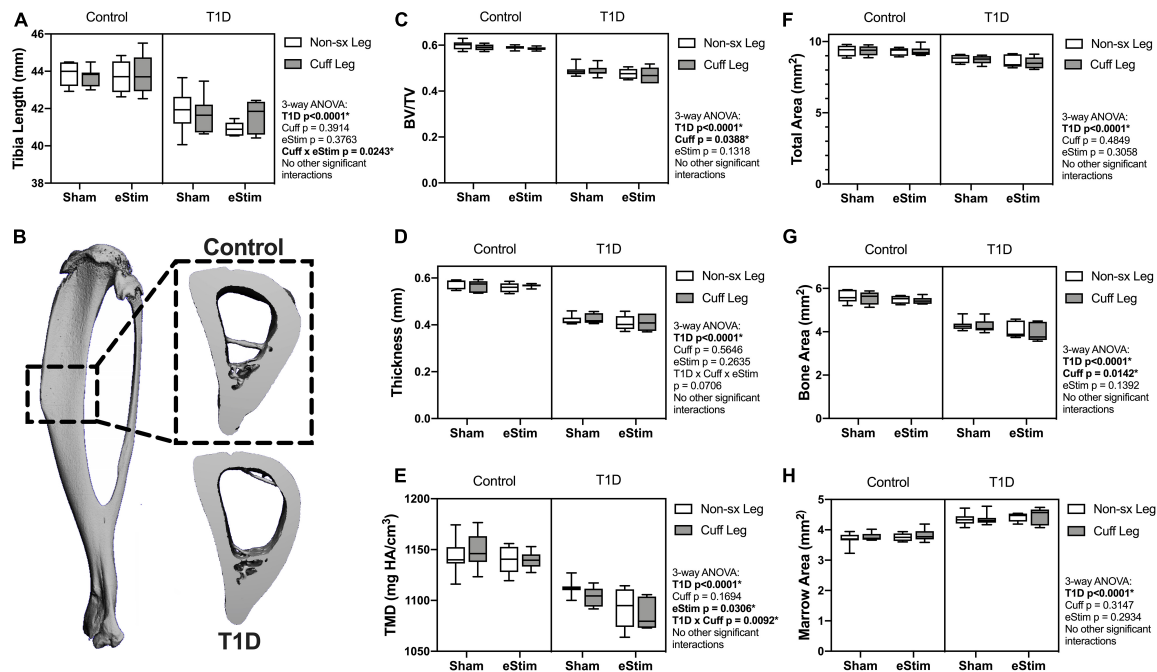 A
Control
T1D
Tibia Length (mm)
46
44
42
40
38
Non-sx Leg
Cuff Leg
3-way ANOVA:
T1D p<0.0001*
Cuff p = 0.3914
eStim p = 0.3763
Cuff x eStim p = 0.0243*
No other significant
interactions
Sham
eStim
Sham
eStim
B
Control
T1D
C
Control
T1D
BV/TV
0.6
0.4
0.2
0.0
Non-sx Leg
Cuff Leg
3-way ANOVA:
T1D p<0.0001*
Cuff p = 0.0388*
eStim p = 0.1318
No other significant
interactions
Sham
eStim
Sham
eStim
D
Control
T1D
Thickness (mm)
0.6
0.4
0.2
0.0
Non-sx Leg
Cuff Leg
3-way ANOVA:
T1D p<0.0001*
Cuff p = 0.5646
eStim p = 0.2635
T1D x Cuff x eStim
p = 0.0706
No other significant
interactions
Sham
eStim
Sham
eStim
E
Control
T1D
TMD (mg HA/cm³)
1200
1150
1100
1050
Non-sx Leg
Cuff Leg
3-way ANOVA:
T1D p<0.0001*
Cuff p = 0.1694
eStim p = 0.0306*
T1D x Cuff p = 0.0092*
No other significant
interactions
Sham
eStim
Sham
eStim
F
Control
T1D
Total Area (mm²)
10
5
0
Non-sx Leg
Cuff Leg
3-way ANOVA:
T1D p<0.0001*
Cuff p = 0.4849
eStim p = 0.3058
No other significant
interactions
Sham
eStim
Sham
eStim
G
Control
T1D
Bone Area (mm²)
6
4
2
0
Non-sx Leg
Cuff Leg
3-way ANOVA:
T1D p<0.0001*
Cuff p = 0.0142*
eStim p = 0.1392
No other significant
interactions
Sham
eStim
Sham
eStim
H
Control
T1D
Marrow Area (mm²)
5
4
3
2
1
0
Non-sx Leg
Cuff Leg
3-way ANOVA:
T1D p<0.0001*
Cuff p = 0.3147
eStim p = 0.2934
No other significant
interactions
Sham
eStim
Sham
eStim